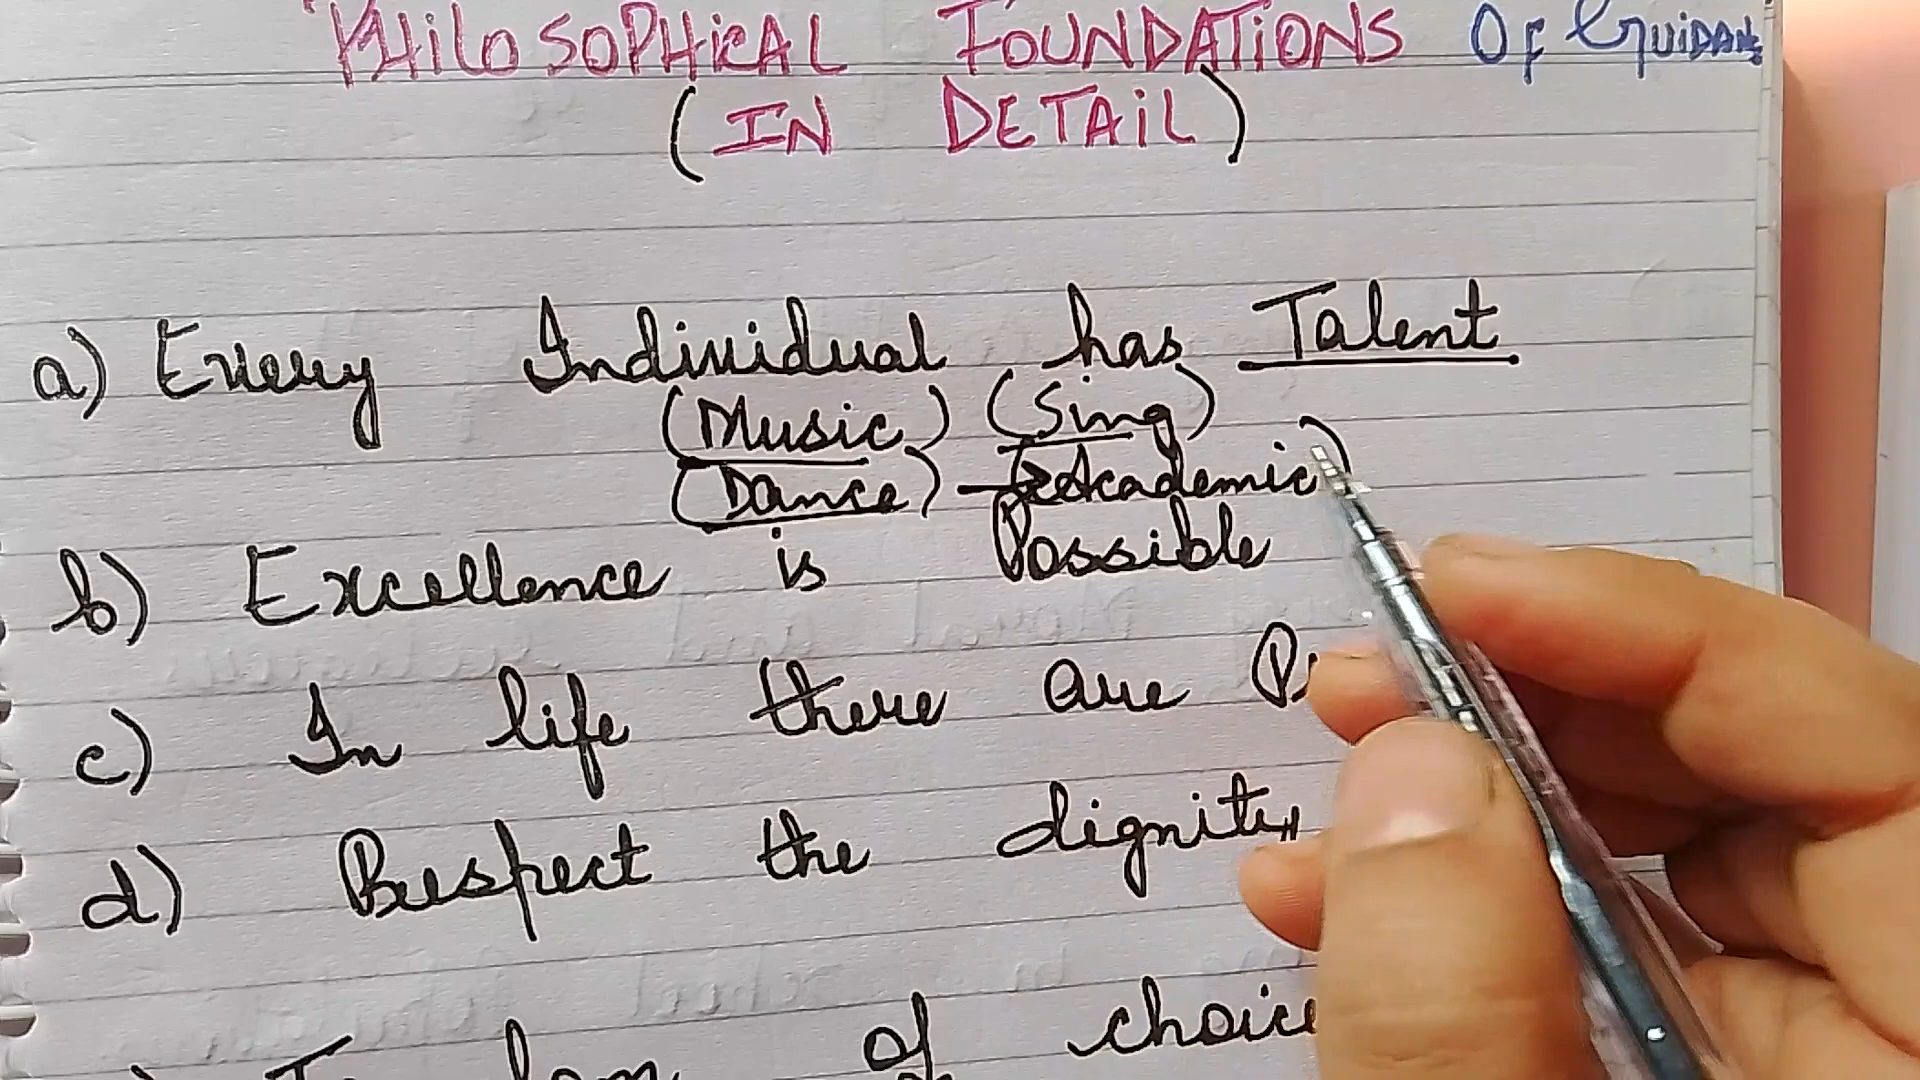 PHILOSOPHICAL FOUNDATIONS Of GUIDAN
(IN DETAIL)
a) Every Individual has Talent
(Music) (Sing)
(Dance) (Academic)
b) Excellence is Possible
c) In life there are
d) Respect the dignity
of choice